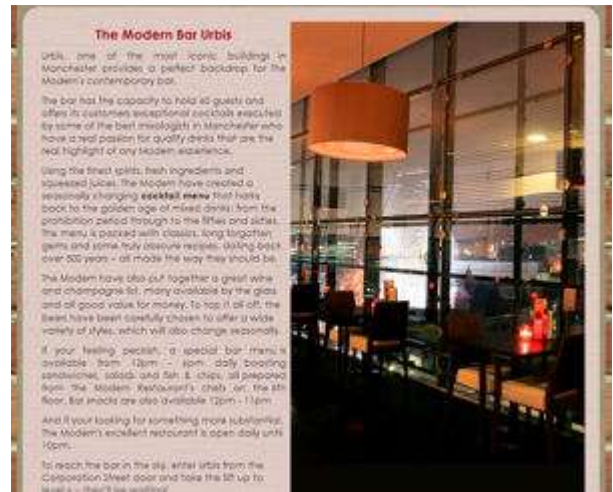 The Modern Bar Urbis
Urbis, one of the most iconic buildings in
Manchester provides a perfect backdrop for The
Modern's contemporary bar.
The bar has the capacity to hold 60 guests and
offers its customers exceptional cocktails executed
by some of the best mixologists in Manchester who
have a real passion for quality drinks that are the
real highlight of any Modern experience.
Using the finest spirits, fresh ingredients and
squeezed juices, The Modern have created a
seasonally changing cocktail menu that harks
back to the golden age of mixed drinks; from the
prohibition period through to the fifties and sixties.
The menu is packed with classics, long forgotten
gems and some truly obscure recipes, dating back
over 500 years – all made the way they should be.
The Modern have also put together a great wine
and champagne list, many available by the glass
and all good value for money. To top it all off, the
beers have been carefully chosen to offer a wide
variety of styles, which will also change seasonally.
If your feeling peckish, a special bar menu is
available from 12pm - 5pm daily boasting
sandwiches, salads and fish & chips, all prepared
from the Modern Restaurant's chefs on the 5th
floor. Bar snacks are also available 12pm - 11pm
And if your looking for something more substantial,
The Modern's excellent restaurant is open daily until
10pm.
To reach the bar in the sky, enter Urbis from the
Corporation Street door and take the lift up to
level 5 – they'll be waiting!